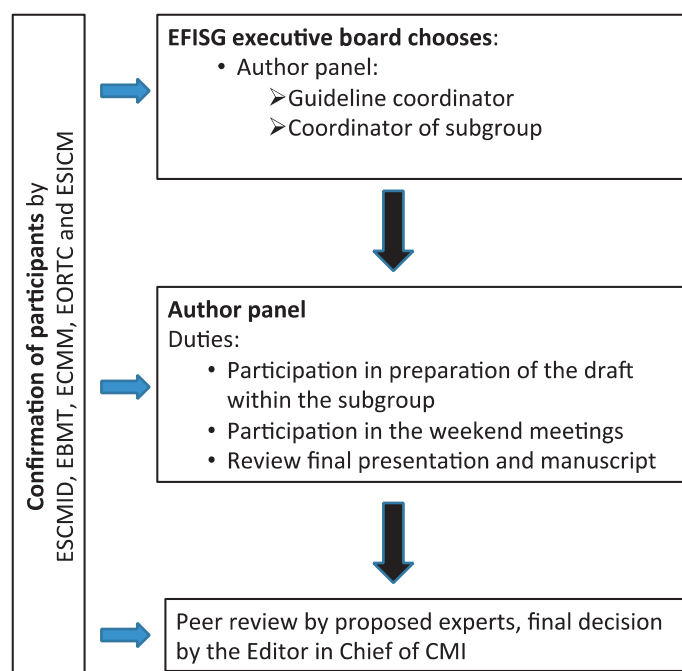 Confirmation of participants by
ESCMID, EBMT, ECMM, EORTC and ESICM
EFISG executive board chooses:
• Author panel:
➢Guideline coordinator
➢Coordinator of subgroup
Author panel
Duties:
• Participation in preparation of the draft
within the subgroup
• Participation in the weekend meetings
• Review final presentation and manuscript
Peer review by proposed experts, final decision
by the Editor in Chief of CMI